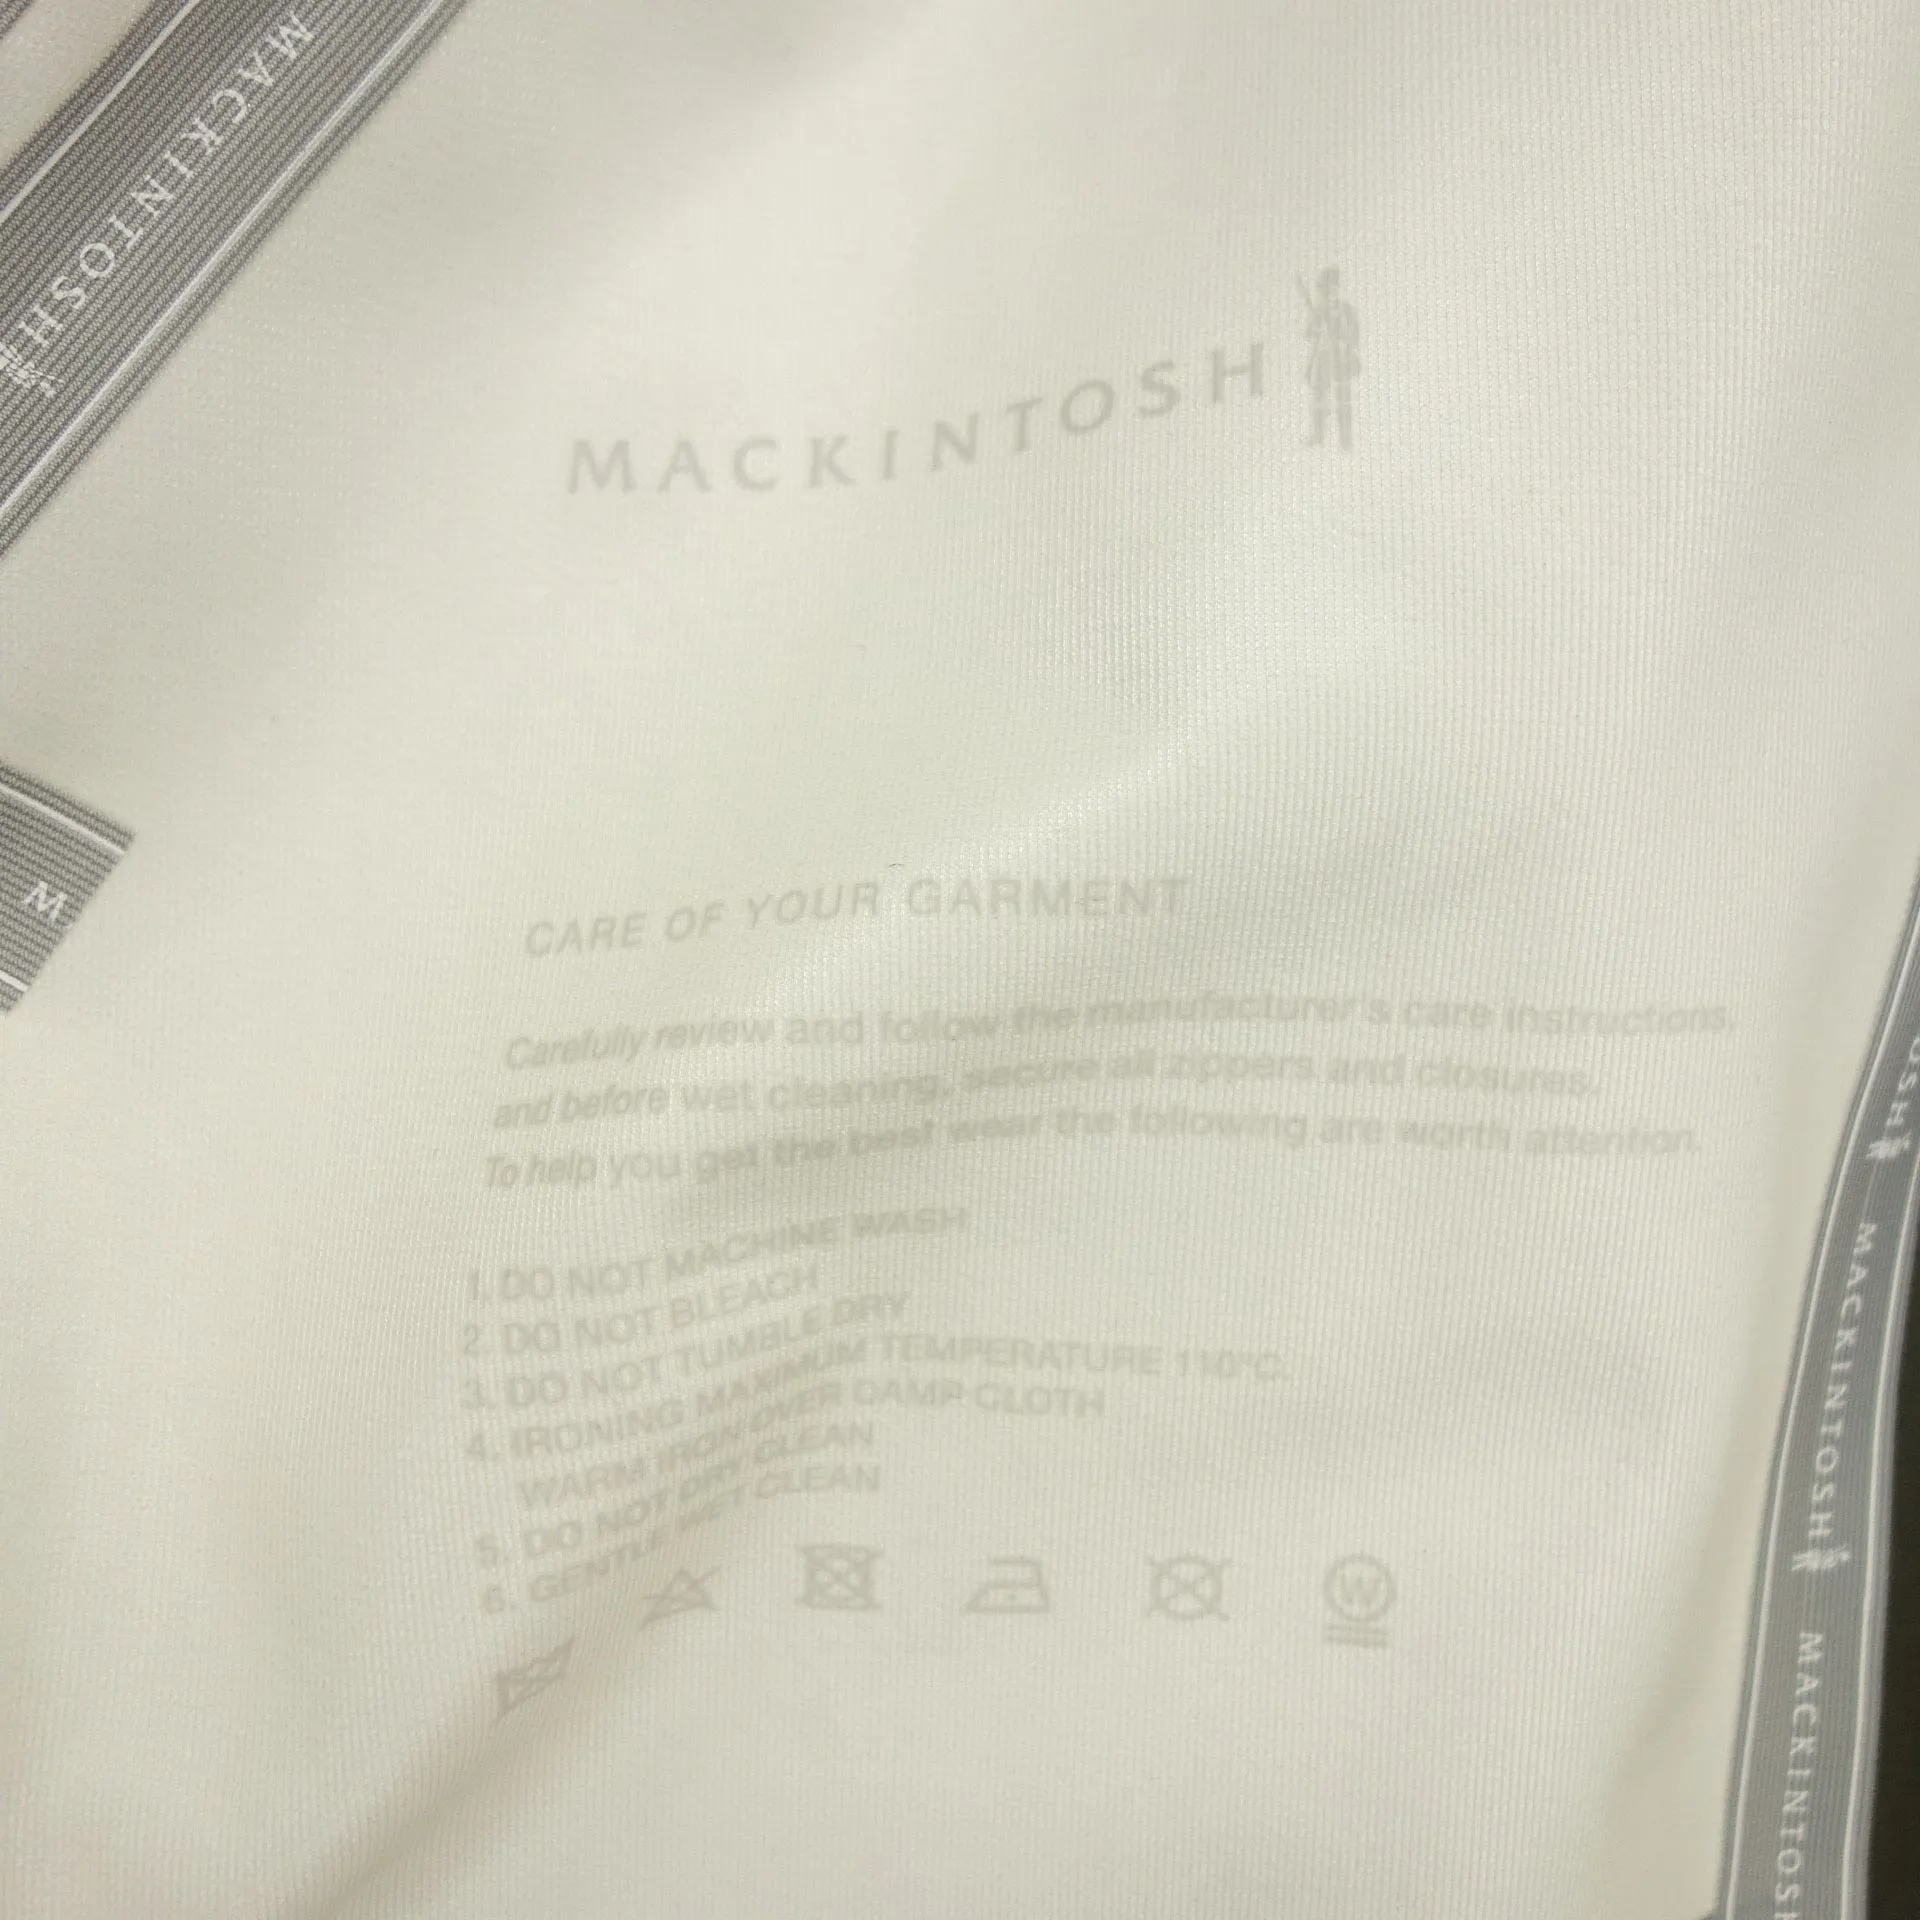 MACKINTOSH
MACKINTOSH
M
CARE OF YOUR GARMENT
Carefully review and follow the manufacturer's care instructions,
and before wet cleaning, secure all zippers and closures.
To help you get the best wear the following are worth attention.
1. DO NOT MACHINE WASH
2. DO NOT BLEACH
3. DO NOT TUMBLE DRY
4. IRONING MAXIMUM TEMPERATURE 110°C.
WARM IRON OVER DAMP CLOTH
5. DO NOT DRY CLEAN
6. GENTLE WET CLEAN
W
OSH
MACKINTOSH
MACKINTOS